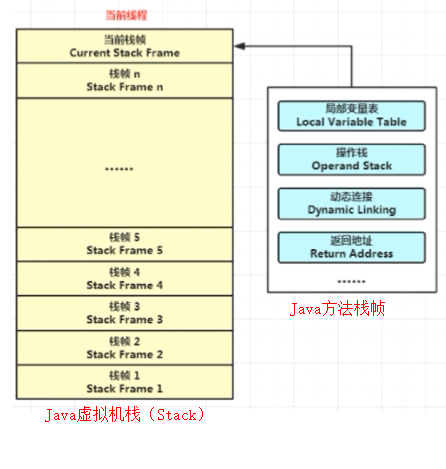 当前线程
当前栈帧
Current Stack Frame
栈帧 n
Stack Frame n
......
栈帧 5
Stack Frame 5
栈帧 4
Stack Frame 4
栈帧 3
Stack Frame 3
栈帧 2
Stack Frame 2
栈帧 1
Stack Frame 1
Java虚拟机栈（Stack）
局部变量表
Local Variable Table
操作栈
Operand Stack
动态连接
Dynamic Linking
返回地址
Return Address
......
Java方法栈帧